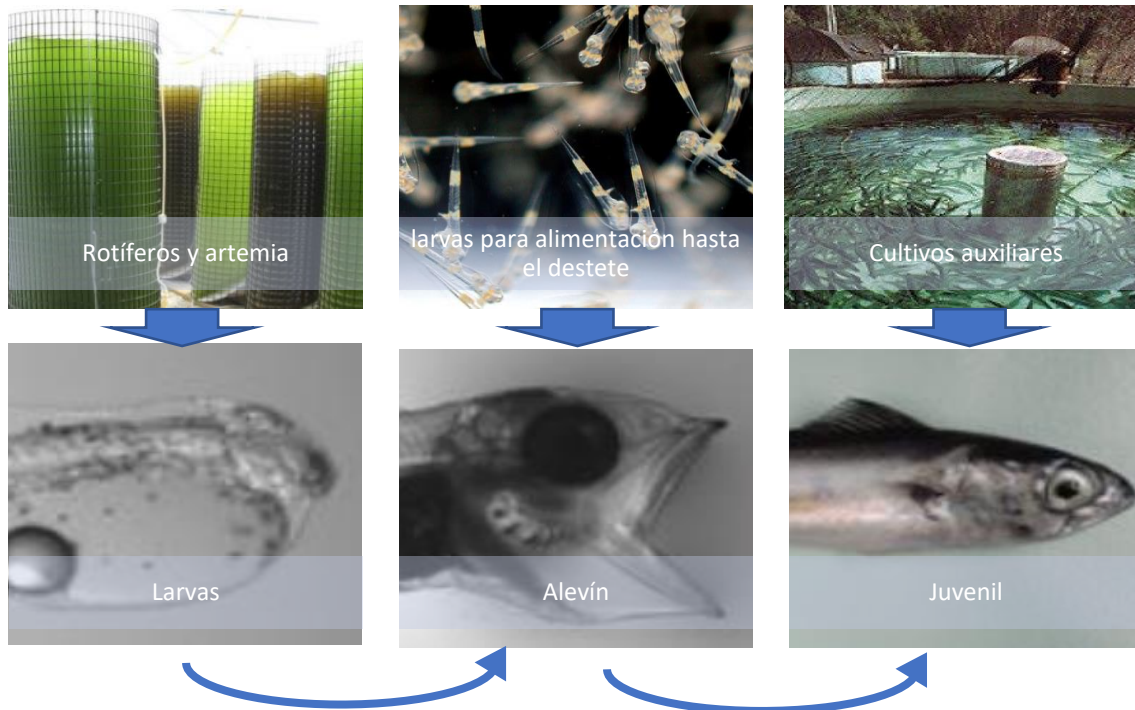 Rotíferos y artemia
larvas para alimentación hasta
el destete
Cultivos auxiliares
Larvas
Alevín
Juvenil